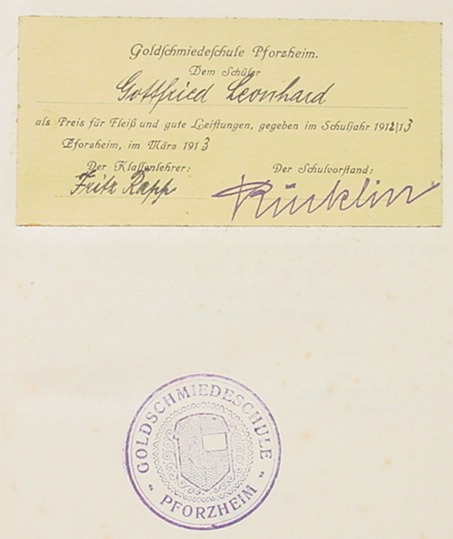 Goldschmiedeschule Pforzheim.
Dem Schüler
Gottfried Leonhard
als Preis für Fleiß und gute Leistungen, gegeben im Schuljahr 1912/13
Pforzheim, im März 1913
Der Klassenlehrer: Der Schulvorstand:
Fritz Rapp Rücklin
GOLDSCHMIEDESCHULE
" PFORZHEIM "